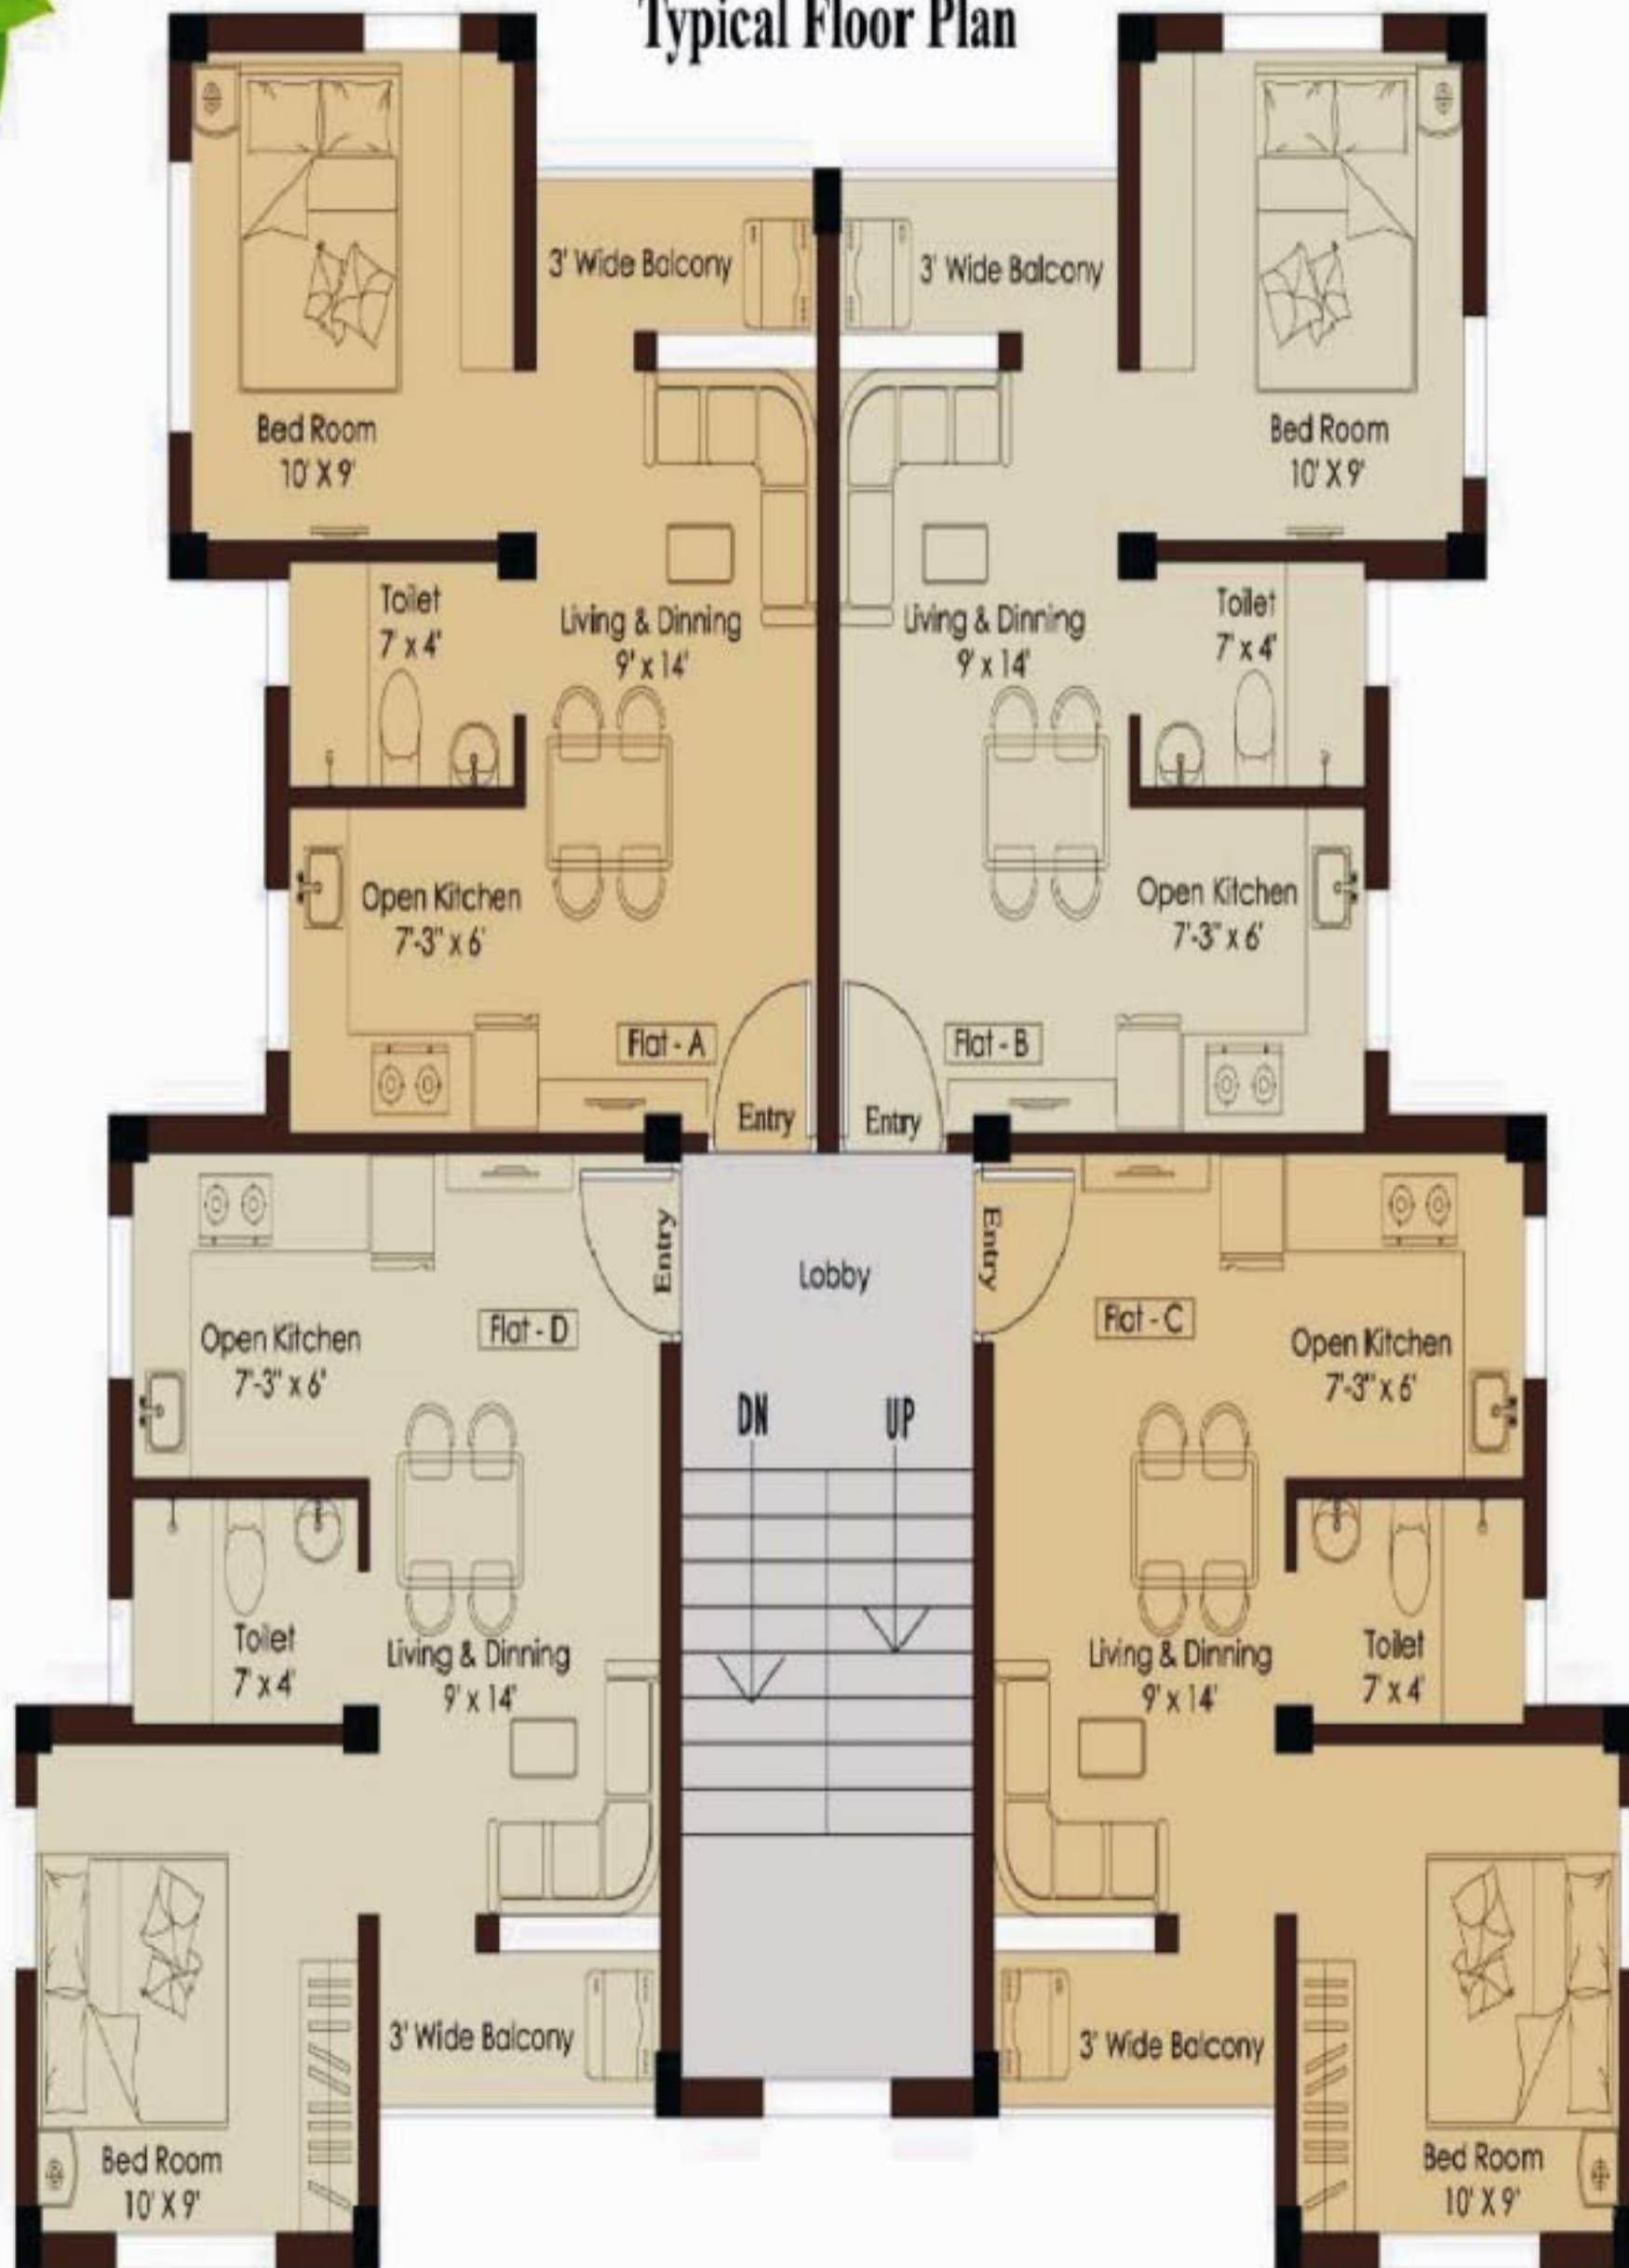 Typical Floor Plan
3' Wide Balcony
3' Wide Balcony
Bed Room
10' X 9'
Bed Room
10' X 9'
Toilet
7' x 4'
Living & Dinning
9' x 14'
Living & Dinning
9' x 14'
Toilet
7' x 4'
Open Kitchen
7'-3" x 6'
Open Kitchen
7'-3" x 6'
Flat - A
Flat - B
Entry
Entry
Entry
Lobby
Entry
Flat - D
Flat - C
Open Kitchen
7'-3" x 6'
Open Kitchen
7'-3" x 6'
DN
UP
Toilet
7' x 4'
Living & Dinning
9' x 14'
Living & Dinning
9' x 14'
Toilet
7' x 4'
3' Wide Balcony
3' Wide Balcony
Bed Room
10' X 9'
Bed Room
10' X 9'